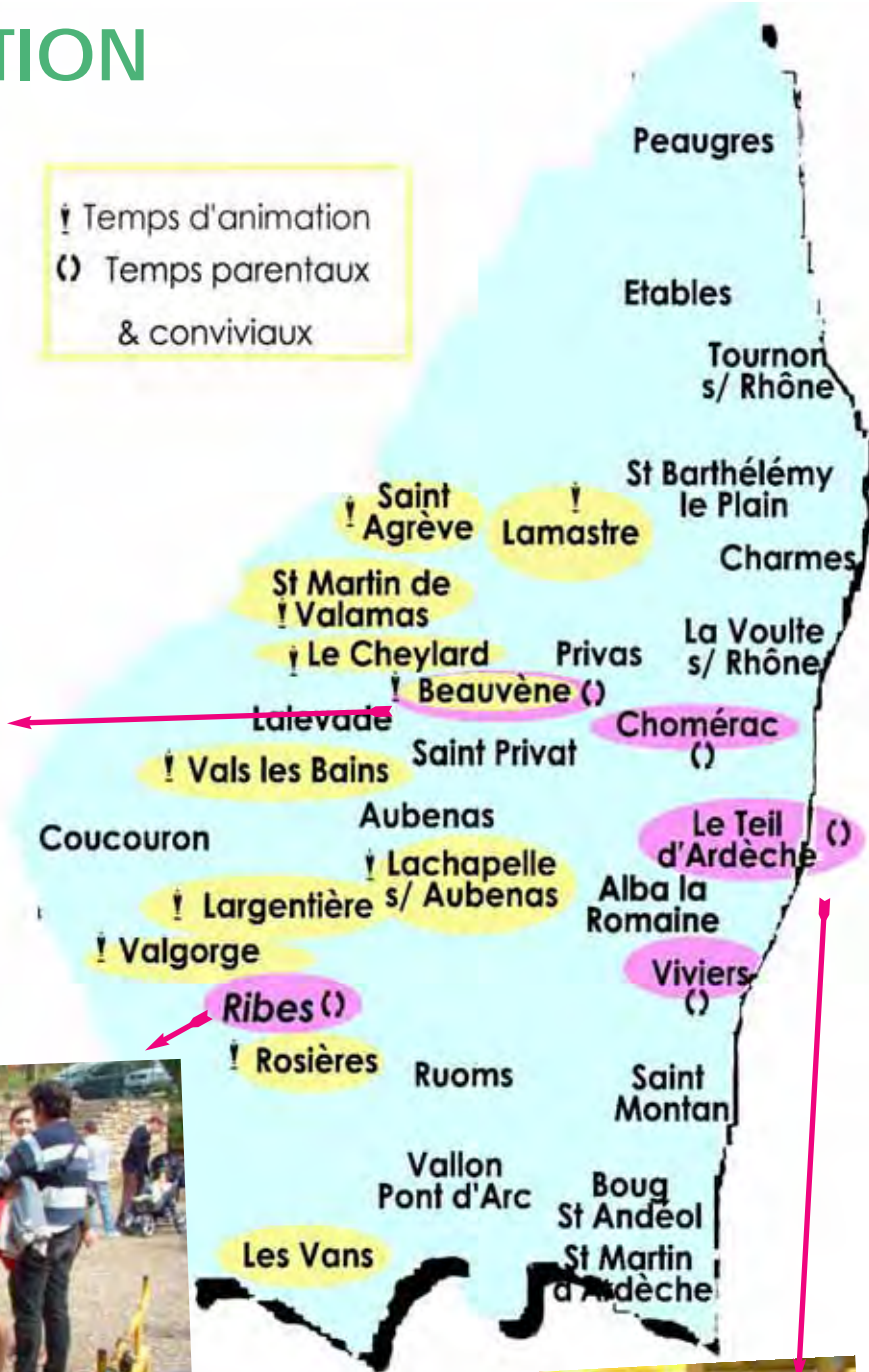 TION
Temps d'animation
() Temps parentaux
& conviviaux
Peaugres
Etables
Tournon
s/ Rhône
St Barthélémy
le Plain
Saint
Agrève
Lamastre
Charmes
St Martin de
Valamas
La Voulte
s/ Rhône
Le Cheylard
Privas
Beauvène ()
Lalevade
Chomérac
()
Saint Privat
Vals les Bains
Aubenas
Coucouron
Le Teil
d'Ardèche
()
Lachapelle
s/ Aubenas
Alba la
Romaine
Largentière
Valgorge
Viviers
()
Ribes ()
Rosières
Ruoms
Saint
Montan
Vallon
Pont d'Arc
Boug
St Andéol
Les Vans
St Martin
d'Ardèche